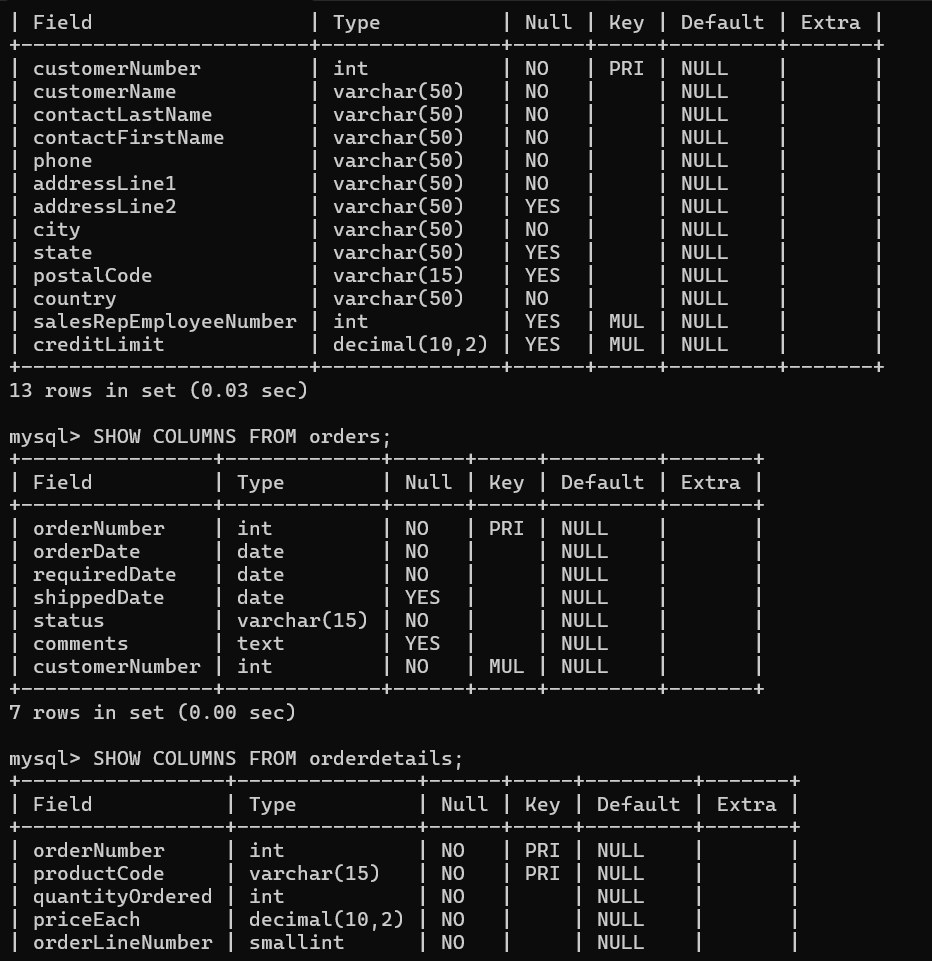 | Field                  | Type          | Null | Key | Default | Extra |
+------------------------+---------------+------+-----+---------+-------+
| customerNumber         | int           | NO   | PRI | NULL    |       |
| customerName           | varchar(50)   | NO   |     | NULL    |       |
| contactLastName        | varchar(50)   | NO   |     | NULL    |       |
| contactFirstName       | varchar(50)   | NO   |     | NULL    |       |
| phone                  | varchar(50)   | NO   |     | NULL    |       |
| addressLine1           | varchar(50)   | NO   |     | NULL    |       |
| addressLine2           | varchar(50)   | YES  |     | NULL    |       |
| city                   | varchar(50)   | NO   |     | NULL    |       |
| state                  | varchar(50)   | YES  |     | NULL    |       |
| postalCode             | varchar(15)   | YES  |     | NULL    |       |
| country                | varchar(50)   | NO   |     | NULL    |       |
| salesRepEmployeeNumber | int           | YES  | MUL | NULL    |       |
| creditLimit            | decimal(10,2) | YES  | MUL | NULL    |       |
+------------------------+---------------+------+-----+---------+-------+
13 rows in set (0.03 sec)

mysql> SHOW COLUMNS FROM orders;
+----------------+-------------+------+-----+---------+-------+
| Field          | Type        | Null | Key | Default | Extra |
+----------------+-------------+------+-----+---------+-------+
| orderNumber    | int         | NO   | PRI | NULL    |       |
| orderDate      | date        | NO   |     | NULL    |       |
| requiredDate   | date        | NO   |     | NULL    |       |
| shippedDate    | date        | YES  |     | NULL    |       |
| status         | varchar(15) | NO   |     | NULL    |       |
| comments       | text        | YES  |     | NULL    |       |
| customerNumber | int         | NO   | MUL | NULL    |       |
+----------------+-------------+------+-----+---------+-------+
7 rows in set (0.00 sec)

mysql> SHOW COLUMNS FROM orderdetails;
+-----------------+---------------+------+-----+---------+-------+
| Field           | Type          | Null | Key | Default | Extra |
+-----------------+---------------+------+-----+---------+-------+
| orderNumber     | int           | NO   | PRI | NULL    |       |
| productCode     | varchar(15)   | NO   | PRI | NULL    |       |
| quantityOrdered | int           | NO   |     | NULL    |       |
| priceEach       | decimal(10,2) | NO   |     | NULL    |       |
| orderLineNumber | smallint      | NO   |     | NULL    |       |